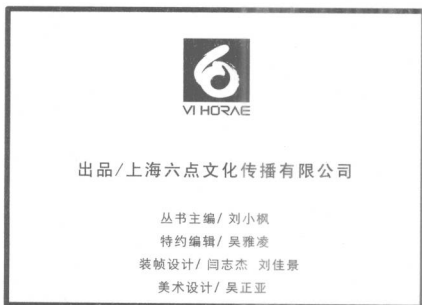 VI HORAE
出品/上海六点文化传播有限公司
丛书主编/ 刘小枫
特约编辑/ 吴雅凌
装帧设计/ 闫志杰 刘佳景
美术设计/ 吴正亚